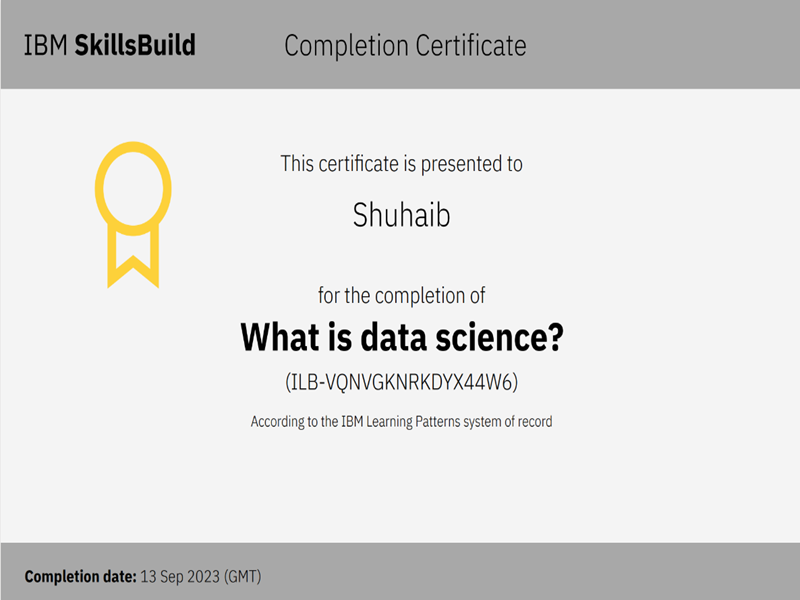 IBM SkillsBuild
Completion Certificate
This certificate is presented to
Shuhaib
for the completion of
What is data science?
(ILB-VQNVGKNRKDYX44W6)
According to the IBM Learning Patterns system of record
Completion date: 13 Sep 2023 (GMT)